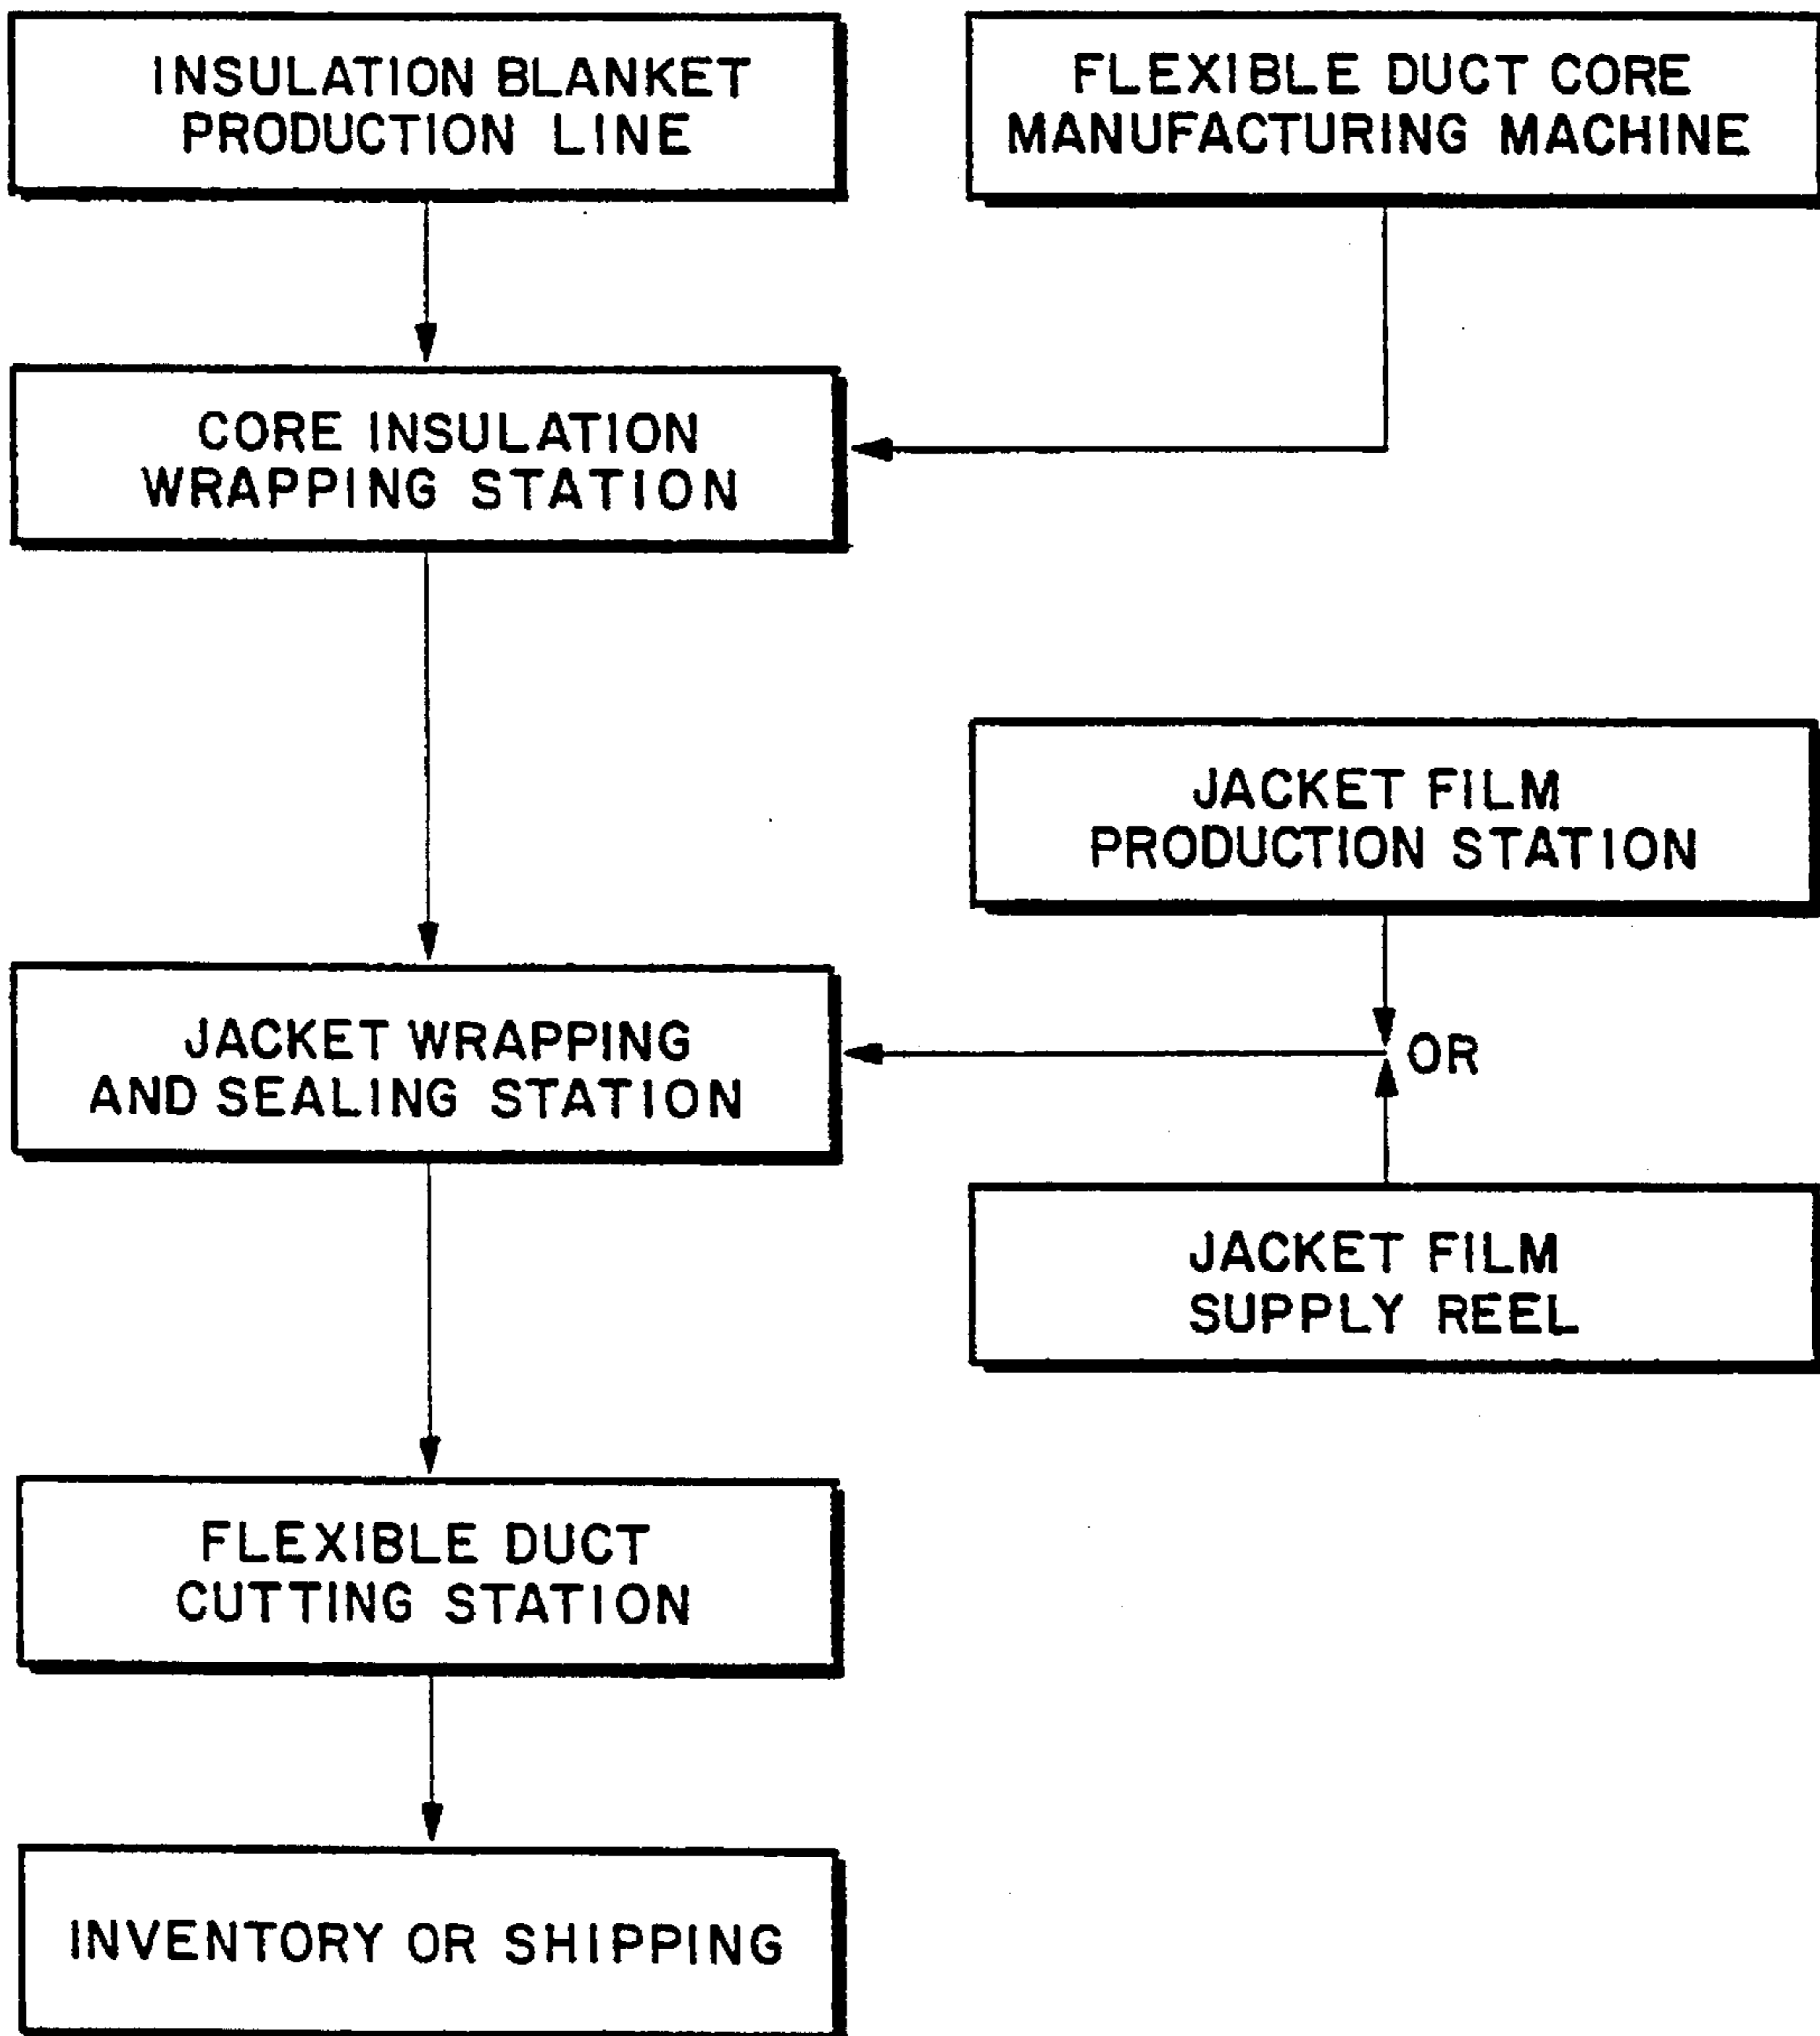 INSULATION BLANKET
PRODUCTION LINE
FLEXIBLE DUCT CORE
MANUFACTURING MACHINE
CORE INSULATION
WRAPPING STATION
JACKET FILM
PRODUCTION STATION
JACKET WRAPPING
AND SEALING STATION
OR
JACKET FILM
SUPPLY REEL
FLEXIBLE DUCT
CUTTING STATION
INVENTORY OR SHIPPING